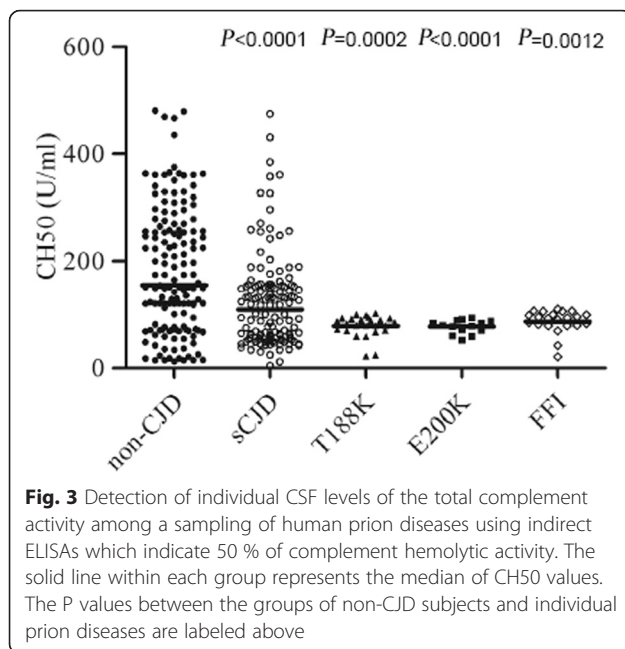 P<0.0001 P=0.0002 P<0.0001 P=0.0012
600
400
200
0
CH50 (U/ml)
non-CJD
sCJD
T188K
E200K
FFI
Fig. 3 Detection of individual CSF levels of the total complement
activity among a sampling of human prion diseases using indirect
ELISAs which indicate 50 % of complement hemolytic activity. The
solid line within each group represents the median of CH50 values.
The P values between the groups of non-CJD subjects and individual
prion diseases are labeled above